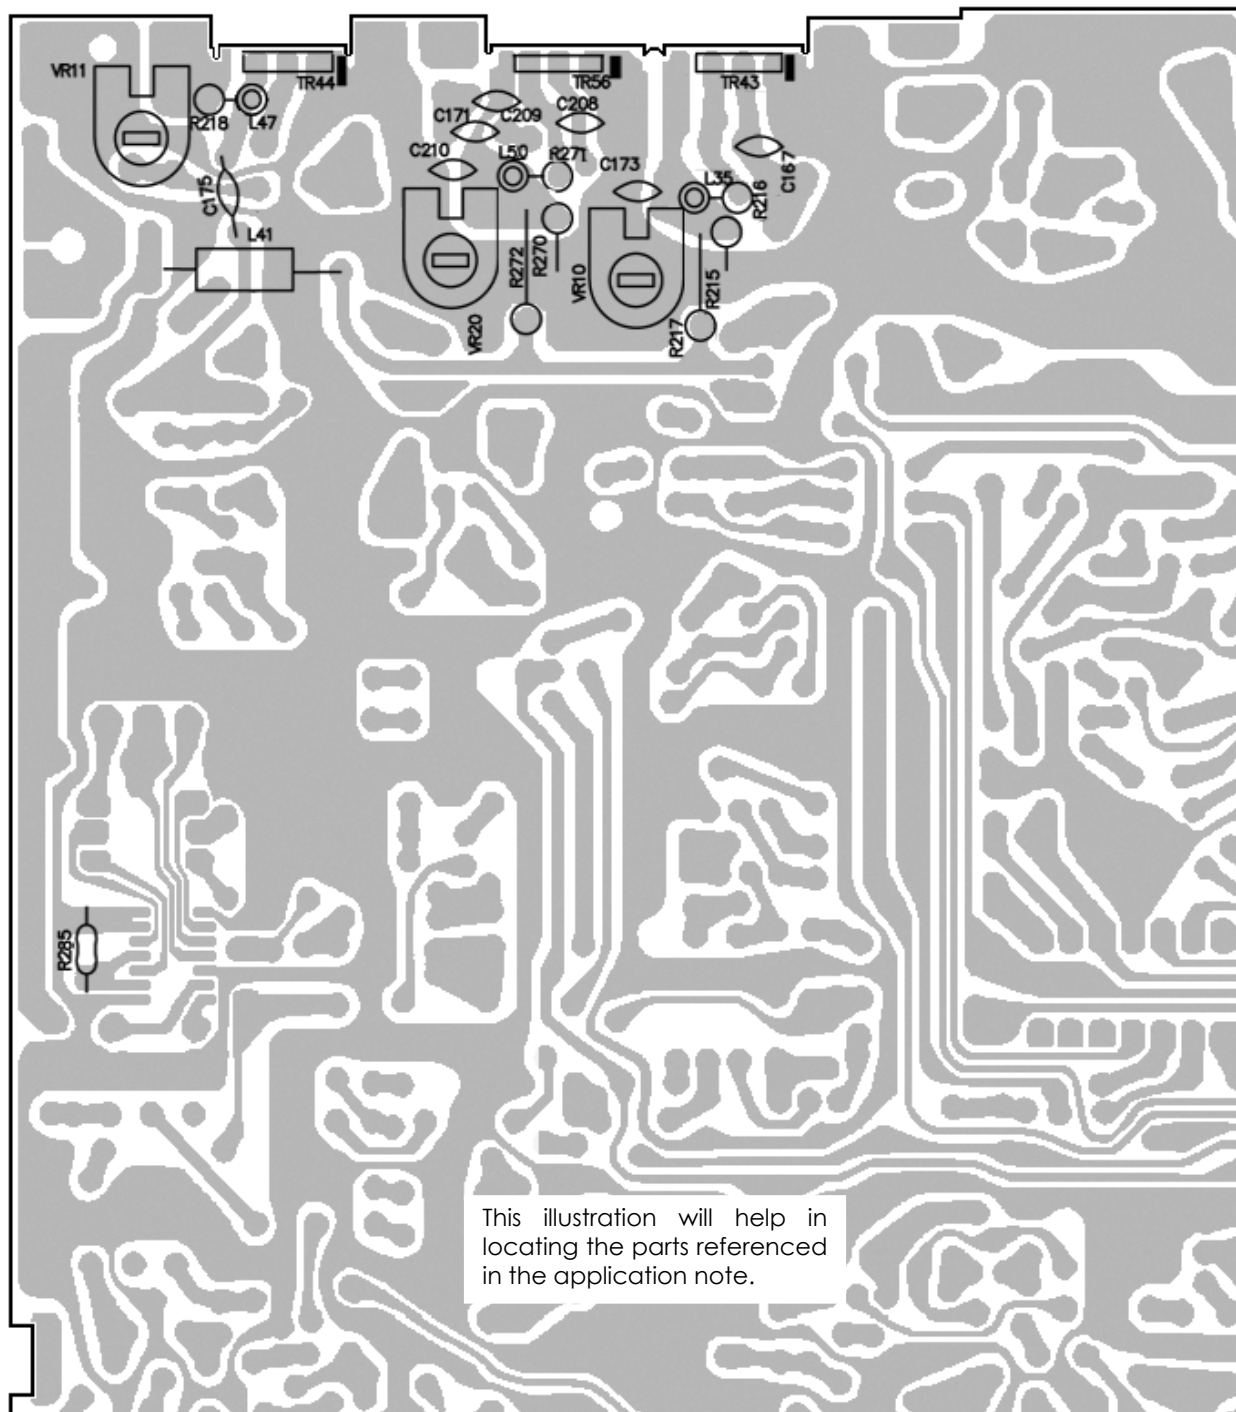 VR11
TR44
TR56
TR43
R218
L47
C171
C209
C208
C210
L50
R271
C173
L35
R216
C167
C175
L41
R272
R270
VR10
R215
VR20
R217
R285
This illustration will help in
locating the parts referenced
in the application note.